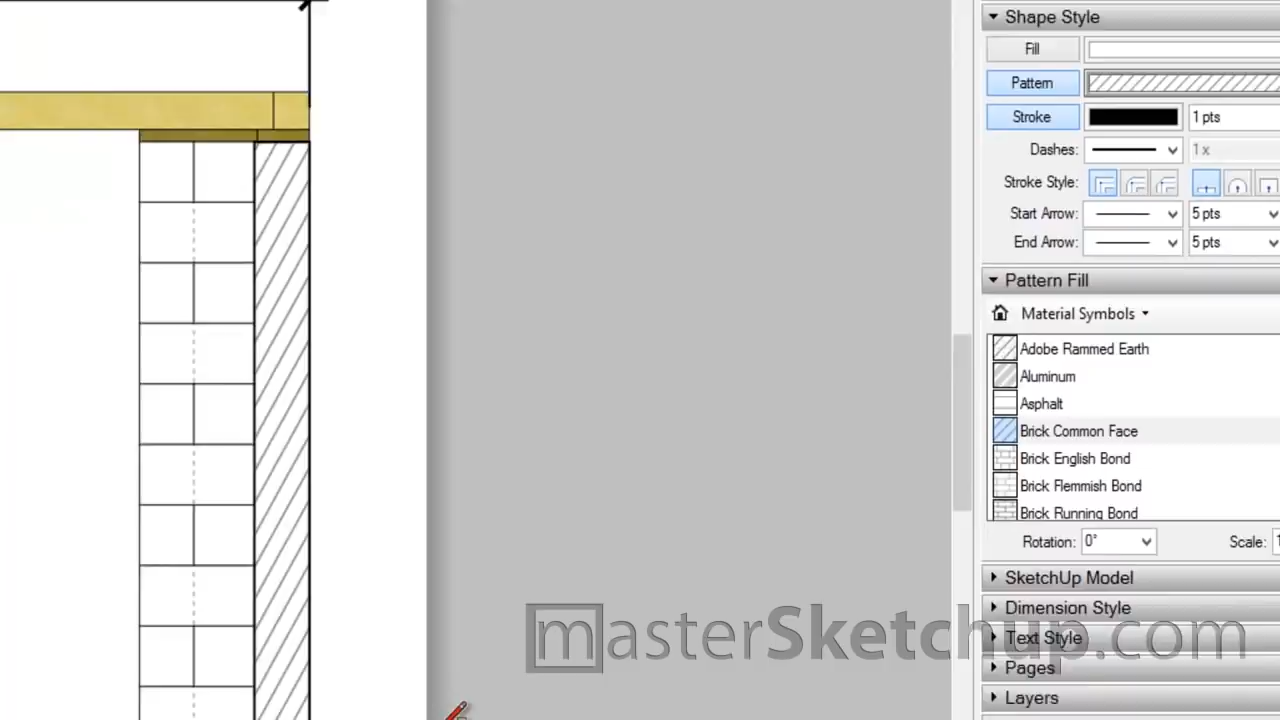 Shape Style
Fill
Pattern
Stroke
1 pts
Dashes:
1 x
Stroke Style:
Start Arrow:
5 pts
End Arrow:
5 pts
Pattern Fill
Material Symbols
Adobe Rammed Earth
Aluminum
Asphalt
Brick Common Face
Brick English Bond
Brick Flemmish Bond
Brick Running Bond
Rotation: 0°
Scale:
SketchUp Model
Dimension Style
Text Style
Pages
Layers
masterSketchup.com